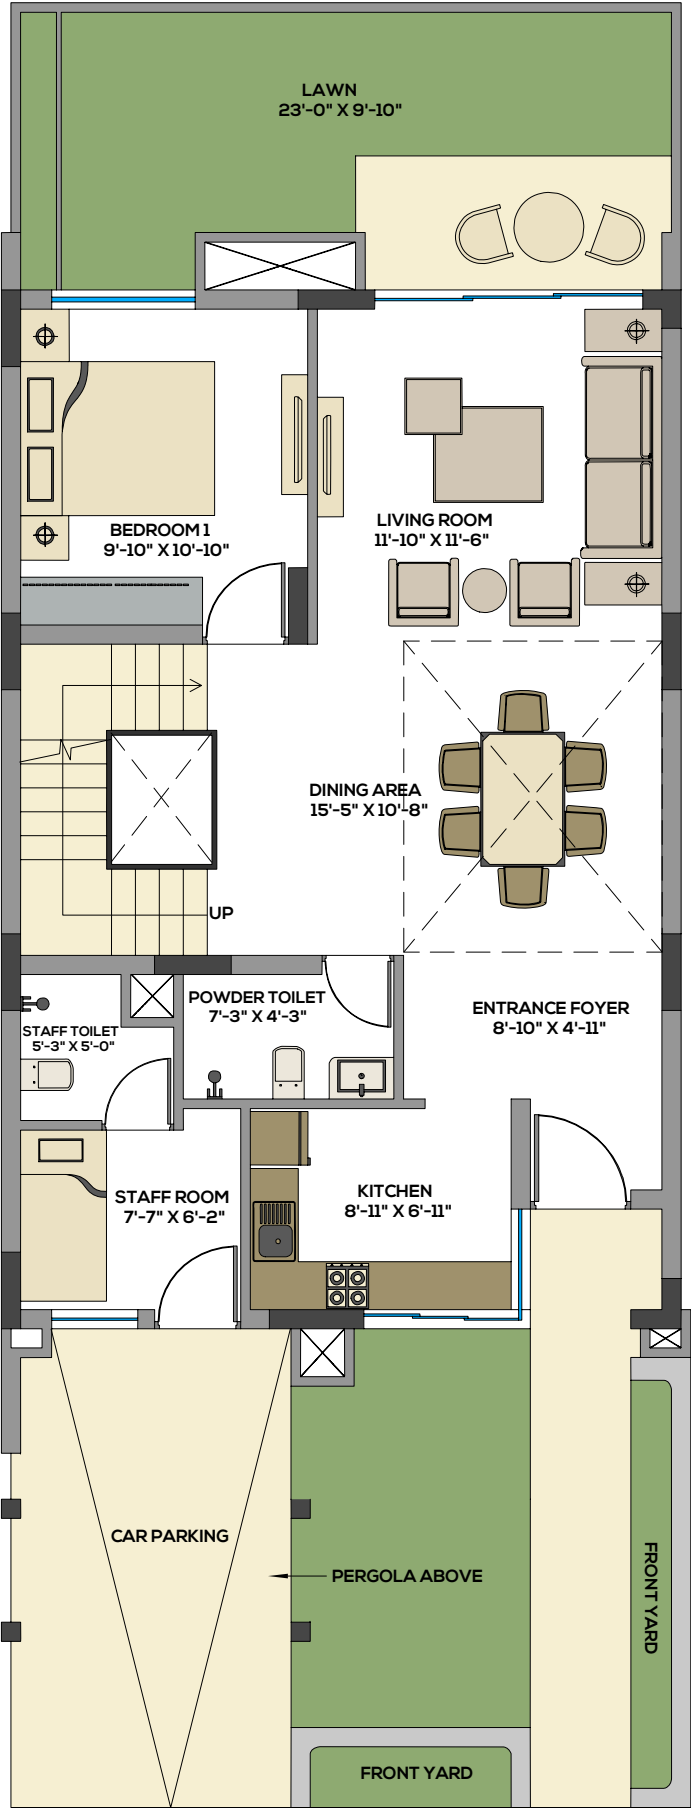 LAWN
23'-0" X 9'-10"
BEDROOM 1
9'-10" X 10'-10"
LIVING ROOM
11'-10" X 11'-6"
DINING AREA
15'-5" X 10'-8"
UP
POWDER TOILET
7'-3" X 4'-3"
ENTRANCE FOYER
8'-10" X 4'-11"
STAFF TOILET
5'-3" X 5'-0"
STAFF ROOM
7'-7" X 6'-2"
KITCHEN
8'-11" X 6'-11"
CAR PARKING
PERGOLA ABOVE
FRONT YARD
FRONT YARD